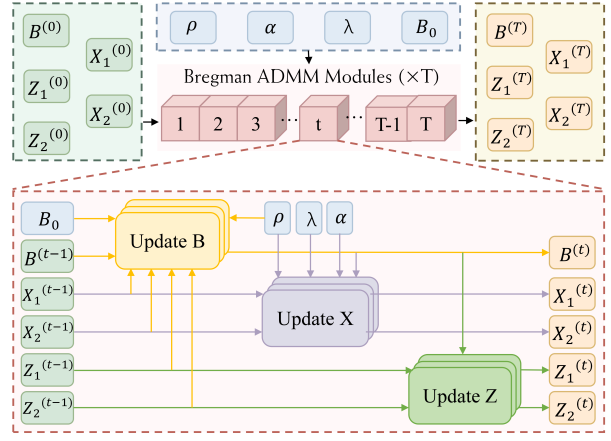 B^{(0)}
X_1^{(0)}
Z_1^{(0)}
X_2^{(0)}
Z_2^{(0)}
ρ α λ B_0
Bregman ADMM Modules (×T)
1 2 3 ··· t ··· T-1 T
B^{(T)}
X_1^{(T)}
Z_1^{(T)}
X_2^{(T)}
Z_2^{(T)}
B_0
B^{(t−1)}
X_1^{(t−1)}
X_2^{(t−1)}
Z_1^{(t−1)}
Z_2^{(t−1)}
Update B
ρ λ α
Update X
Update Z
B^{(t)}
X_1^{(t)}
X_2^{(t)}
Z_1^{(t)}
Z_2^{(t)}